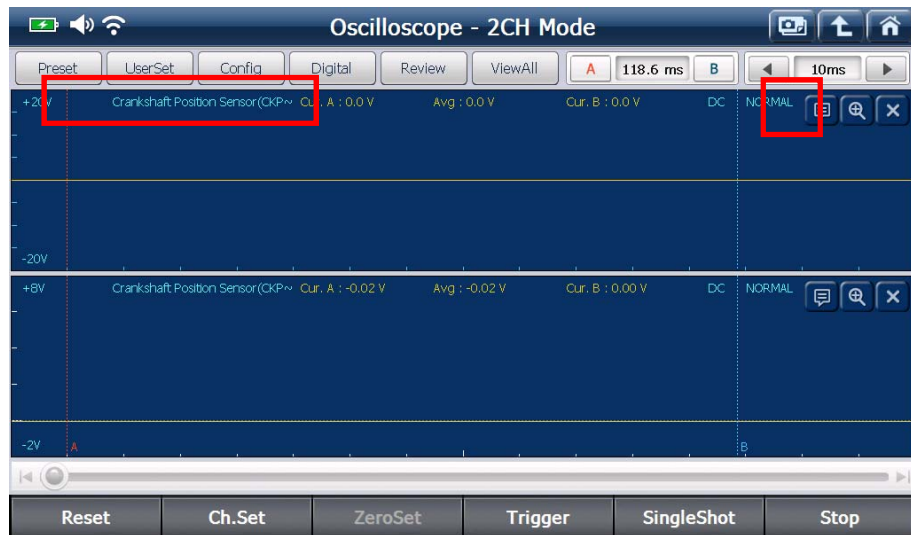 Oscilloscope - 2CH Mode
Preset UserSet Config Digital Review ViewAll A 118.6 ms B 10ms
+20V Crankshaft Position Sensor(CKP~ Cur. A : 0.0 V Avg : 0.0 V Cur. B : 0.0 V DC NORMAL
-20V
+8V Crankshaft Position Sensor(CKP~ Cur. A : -0.02 V Avg : -0.02 V Cur. B : 0.00 V DC NORMAL
-2V A B
Reset Ch.Set ZeroSet Trigger SingleShot Stop